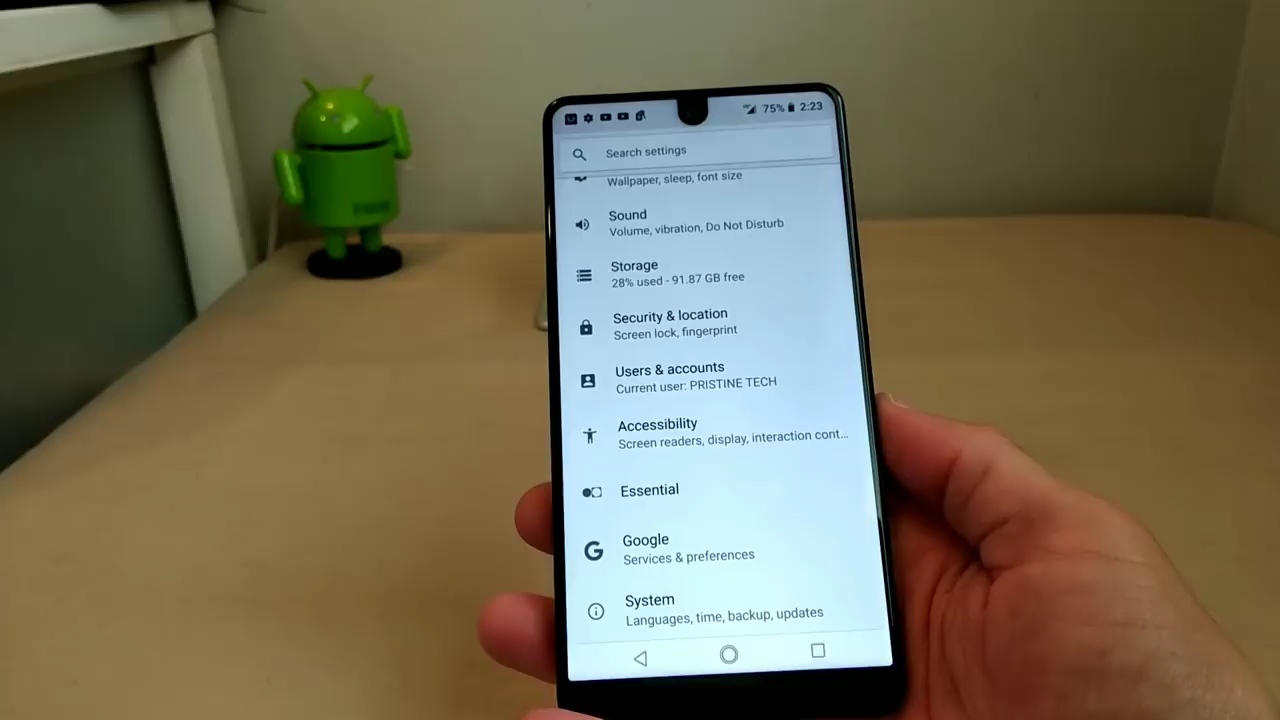 75% 2:23
Search settings
Wallpaper, sleep, font size
Sound
Volume, vibration, Do Not Disturb
Storage
28% used - 91.87 GB free
Security & location
Screen lock, fingerprint
Users & accounts
Current user: PRISTINE TECH
Accessibility
Screen readers, display, interaction cont...
Essential
Google
Services & preferences
System
Languages, time, backup, updates